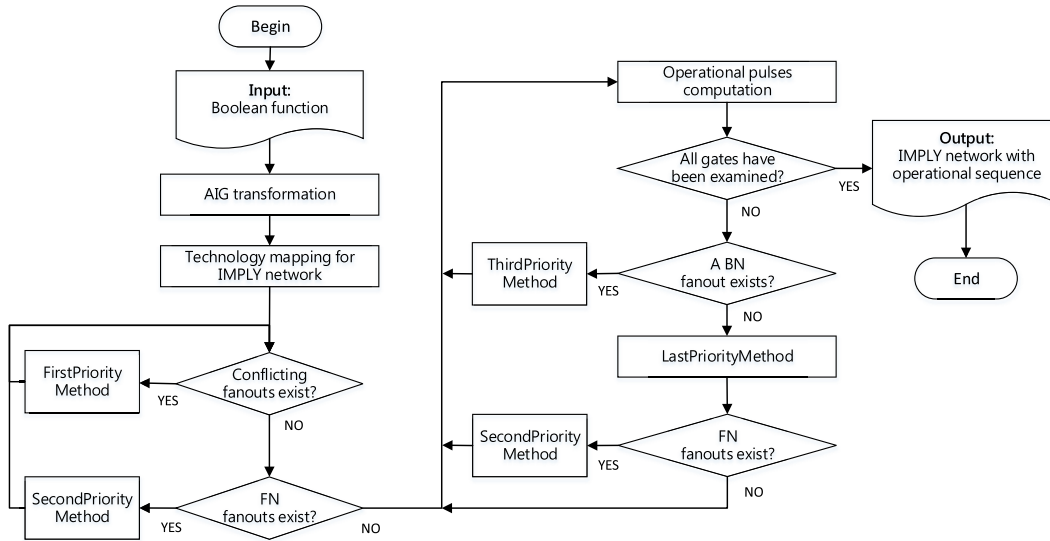 Begin
Input:
Boolean function
AIG transformation
Technology mapping for
IMPLY network
Conflicting
fanouts exist?
YES
FirstPriority
Method
NO
FN
fanouts exist?
YES
SecondPriority
Method
NO
Operational pulses
computation
All gates have
been examined?
YES
Output:
IMPLY network with
operational sequence
End
NO
A BN
fanout exists?
YES
ThirdPriority
Method
NO
LastPriorityMethod
FN
fanouts exist?
YES
SecondPriority
Method
NO